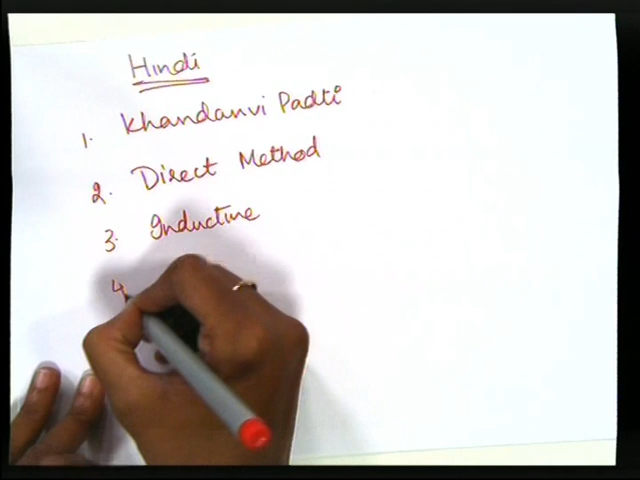 Hindi
1. Khandanvi Padti
2. Direct Method
3. Inductive
4